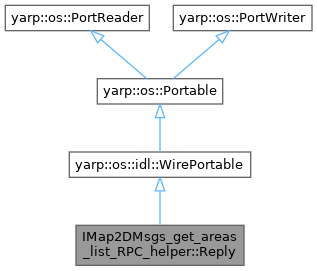 yarp::os::PortReader
yarp::os::PortWriter
yarp::os::Portable
yarp::os::idl::WirePortable
IMap2DMsgs_get_areas
_list_RPC_helper::Reply